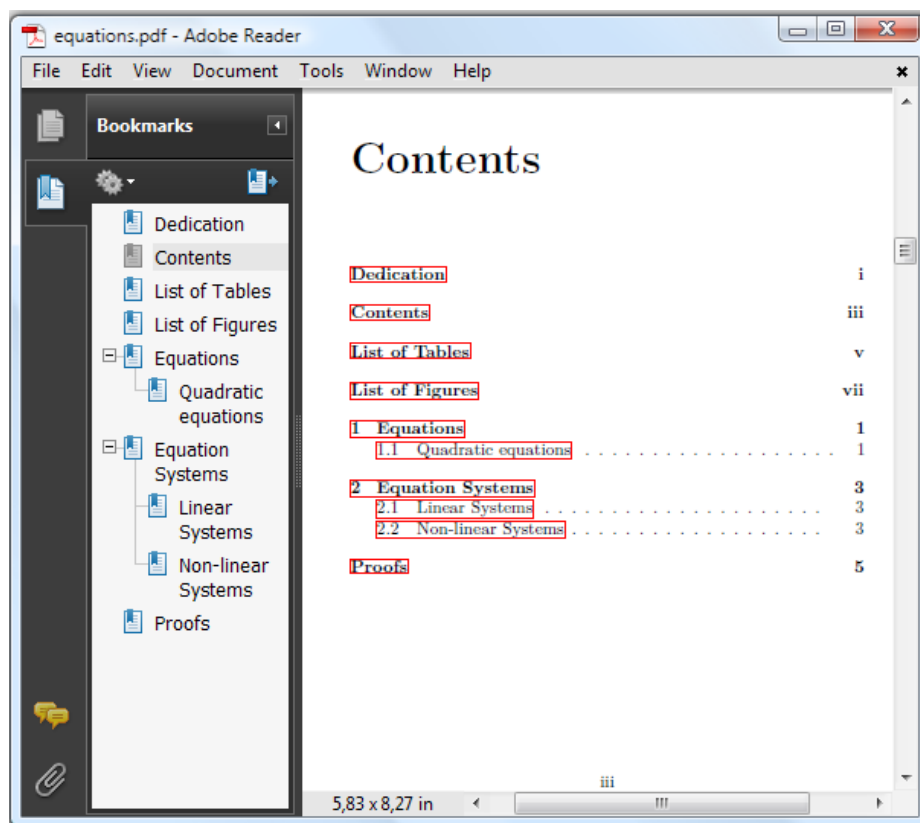 equations.pdf - Adobe Reader
File Edit View Document Tools Window Help
Bookmarks
Dedication
Contents
List of Tables
List of Figures
Equations
Quadratic
equations
Equation
Systems
Linear
Systems
Non-linear
Systems
Proofs
Contents
Dedication i
Contents iii
List of Tables v
List of Figures vii
1 Equations 1
1.1 Quadratic equations . . . . . . . . . . . . . . . . . . . . 1
2 Equation Systems 3
2.1 Linear Systems . . . . . . . . . . . . . . . . . . . . . . 3
2.2 Non-linear Systems . . . . . . . . . . . . . . . . . . . . 3
Proofs 5
iii
5,83 x 8,27 in